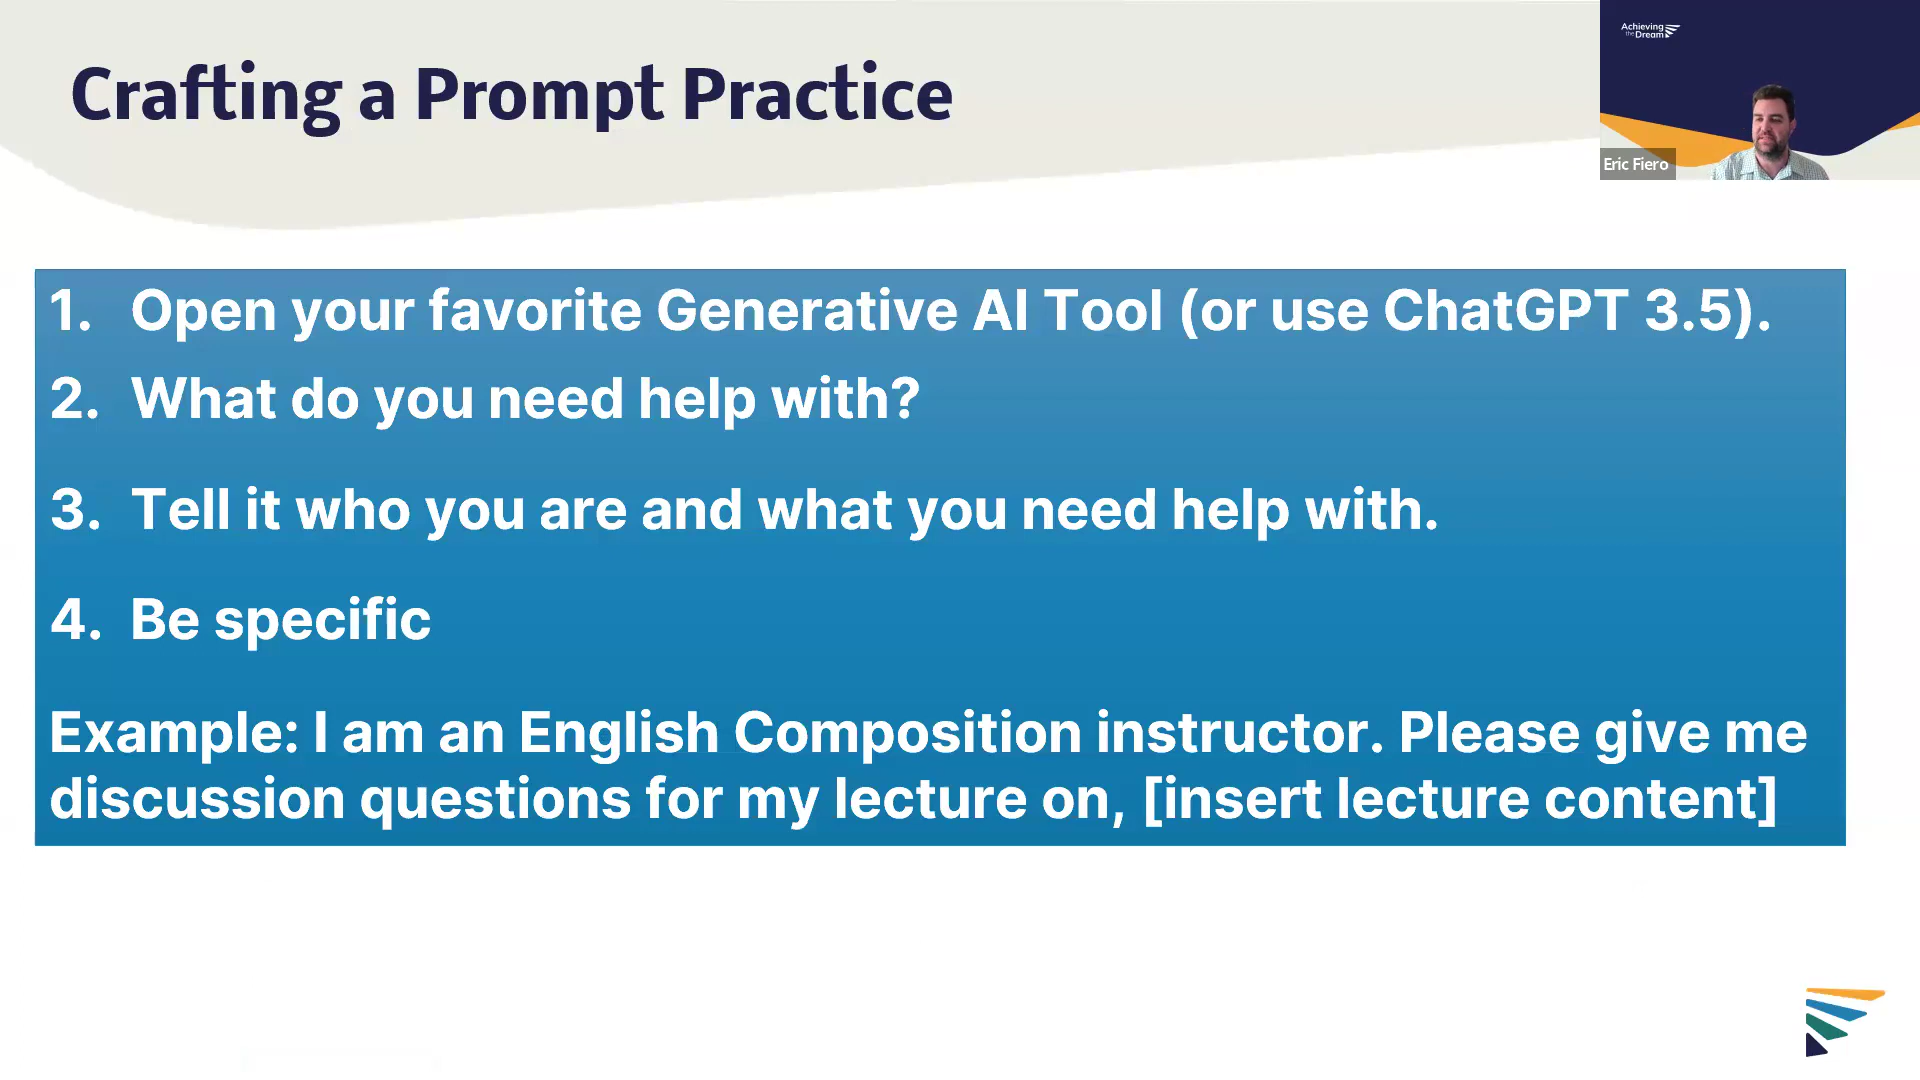 Crafting a Prompt Practice
Achieving
the Dream
Eric Fiero
1. Open your favorite Generative AI Tool (or use ChatGPT 3.5).
2. What do you need help with?
3. Tell it who you are and what you need help with.
4. Be specific
Example: I am an English Composition instructor. Please give me
discussion questions for my lecture on, [insert lecture content]